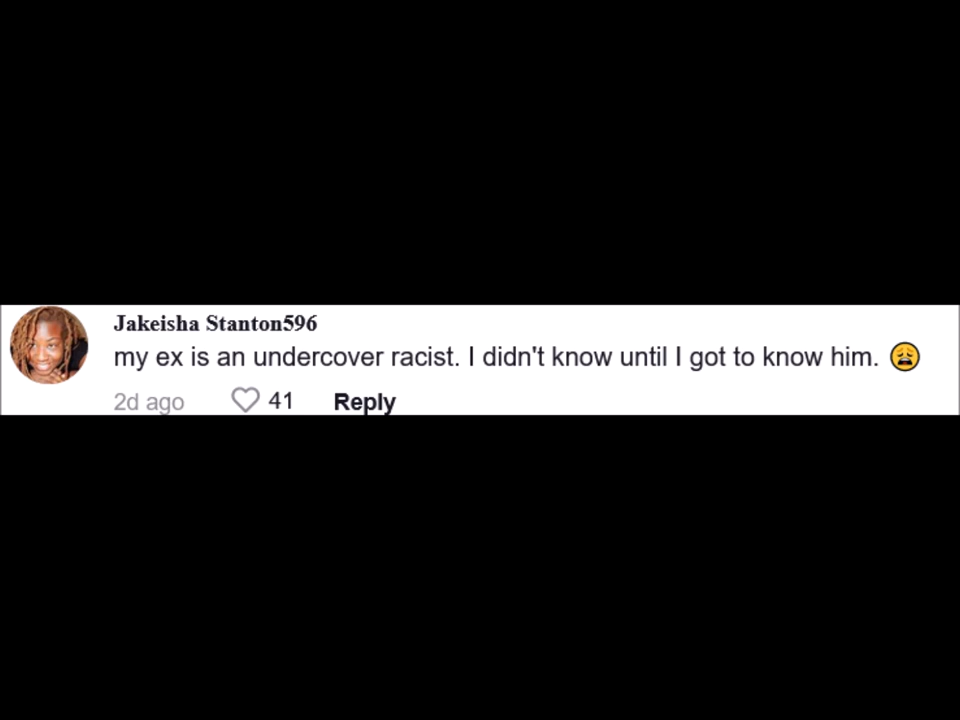 Jakeisha Stanton596
my ex is an undercover racist. I didn't know until I got to know him. 😩
2d ago 41 Reply